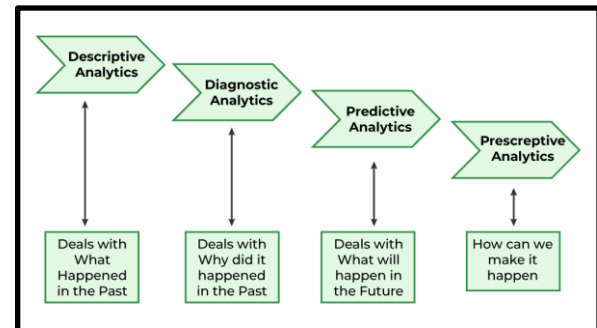 Descriptive
Analytics
Diagnostic
Analytics
Predictive
Analytics
Prescreptive
Analytics
Deals with
What
Happened
in the Past
Deals with
Why did it
happened
in the Past
Deals with
What will
happen in
the Future
How can we
make it
happen